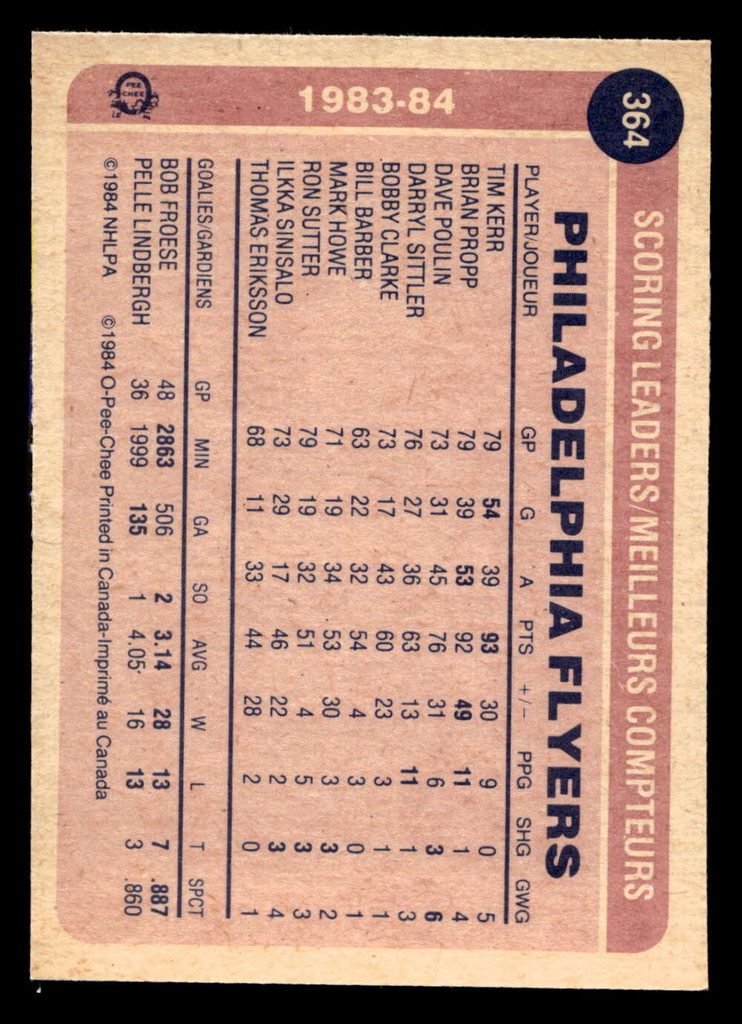 364
SCORING LEADERS/MEILLEURS COMPTEURS
1983-84
PHILADELPHIA FLYERS
PLAYER/JOUEUR GP G A PTS +/- PPG SHG GWG
TIM KERR 79 54 39 93 30 9 0 5
BRIAN PROPP 79 39 53 92 49 11 1 4
DAVE POULIN 73 31 45 76 31 6 3 6
DARRYL SITTLER 76 27 36 63 13 11 1 3
BOBBY CLARKE 73 17 43 60 23 3 1 1
BILL BARBER 63 22 32 54 4 3 0 1
MARK HOWE 71 19 34 53 30 3 3 2
RON SUTTER 79 19 32 51 4 5 3 3
ILKKA SINISALO 73 29 17 46 22 2 3 4
THOMAS ERIKSSON 68 11 33 44 28 2 0 1
GOALIES/GARDIENS GP MIN GA SO AVG W L T SPCT
BOB FROESE 48 2863 506 2 3.14 28 13 7 .887
PELLE LINDBERGH 36 1999 135 1 4.05 16 13 3 .860
©1984 NHLPA ©1984 O-Pee-Chee Printed in Canada-Imprimé au Canada
PEE
CHEE